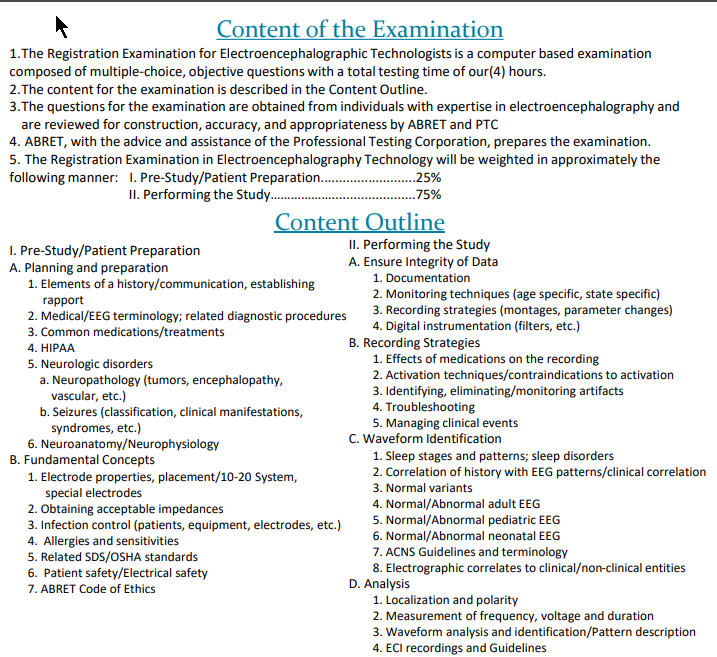 Content of the Examination
1.The Registration Examination for Electroencephalographic Technologists is a computer based examination
composed of multiple-choice, objective questions with a total testing time of our(4) hours.
2.The content for the examination is described in the Content Outline.
3.The questions for the examination are obtained from individuals with expertise in electroencephalography and
are reviewed for construction, accuracy, and appropriateness by ABRET and PTC
4. ABRET, with the advice and assistance of the Professional Testing Corporation, prepares the examination.
5. The Registration Examination in Electroencephalography Technology will be weighted in approximately the
following manner: I. Pre-Study/Patient Preparation..........................25%
II. Performing the Study.......................................75%
Content Outline
I. Pre-Study/Patient Preparation
A. Planning and preparation
1. Elements of a history/communication, establishing
rapport
2. Medical/EEG terminology; related diagnostic procedures
3. Common medications/treatments
4. HIPAA
5. Neurologic disorders
a. Neuropathology (tumors, encephalopathy,
vascular, etc.)
b. Seizures (classification, clinical manifestations,
syndromes, etc.)
6. Neuroanatomy/Neurophysiology
B. Fundamental Concepts
1. Electrode properties, placement/10-20 System,
special electrodes
2. Obtaining acceptable impedances
3. Infection control (patients, equipment, electrodes, etc.)
4. Allergies and sensitivities
5. Related SDS/OSHA standards
6. Patient safety/Electrical safety
7. ABRET Code of Ethics
II. Performing the Study
A. Ensure Integrity of Data
1. Documentation
2. Monitoring techniques (age specific, state specific)
3. Recording strategies (montages, parameter changes)
4. Digital instrumentation (filters, etc.)
B. Recording Strategies
1. Effects of medications on the recording
2. Activation techniques/contraindications to activation
3. Identifying, eliminating/monitoring artifacts
4. Troubleshooting
5. Managing clinical events
C. Waveform Identification
1. Sleep stages and patterns; sleep disorders
2. Correlation of history with EEG patterns/clinical correlation
3. Normal variants
4. Normal/Abnormal adult EEG
5. Normal/Abnormal pediatric EEG
6. Normal/Abnormal neonatal EEG
7. ACNS Guidelines and terminology
8. Electrographic correlates to clinical/non-clinical entities
D. Analysis
1. Localization and polarity
2. Measurement of frequency, voltage and duration
3. Waveform analysis and identification/Pattern description
4. ECI recordings and Guidelines